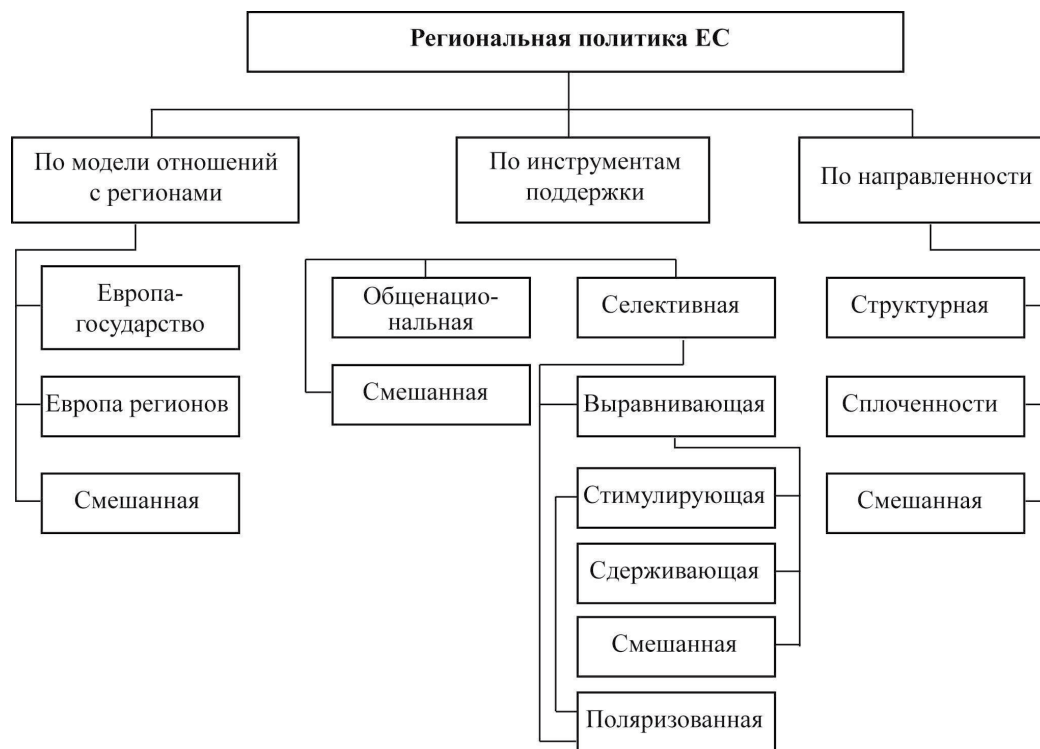 Региональная политика ЕС
По модели отношений
с регионами
По инструментам
поддержки
По направленности
Европа-
государство
Европа регионов
Смешанная
Общенацио-
нальная
Смешанная
Селективная
Выравнивающая
Стимулирующая
Сдерживающая
Смешанная
Поляризованная
Структурная
Сплоченности
Смешанная